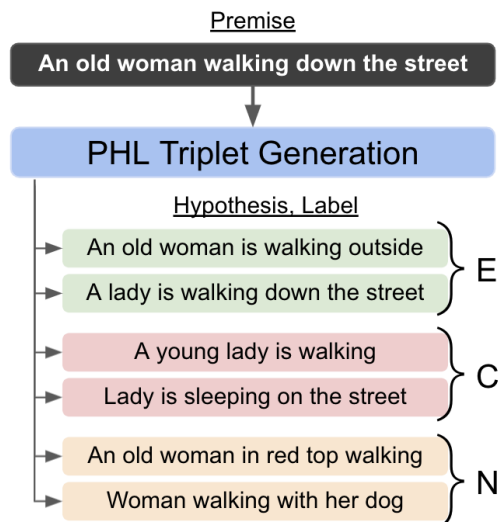 Premise
An old woman walking down the street
PHL Triplet Generation
Hypothesis, Label
An old woman is walking outside
A lady is walking down the street
E
A young lady is walking
Lady is sleeping on the street
C
An old woman in red top walking
Woman walking with her dog
N